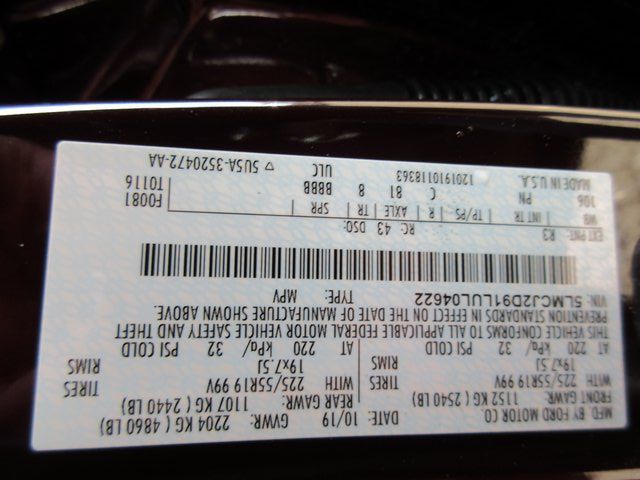 MFD. BY FORD MOTOR CO.
DATE: 10/19 GVWR: 2204 KG ( 4860 LB)
FRONT GAWR: 1152 KG (2540 LB) REAR GAWR: 1107 KG ( 2440 LB)
WITH 225/55R19 99V TIRES WITH 225/55R19 99V TIRES
19x7.5J RIMS 19x7.5J RIMS
AT 220 kPa/ 32 PSI COLD AT 220 kPa/ 32 PSI COLD
THIS VEHICLE CONFORMS TO ALL APPLICABLE FEDERAL MOTOR VEHICLE SAFETY AND THEFT
PREVENTION STANDARDS IN EFFECT ON THE DATE OF MANUFACTURE SHOWN ABOVE.
VIN: 5LMCJ2D91LUL04622 TYPE: MPV
EXT PNT: R3 RC: 43 DSO: F0081
WB INT TR TP/PS R AXLE TR SPR T0116
106 PN C 81 8 BBBB ULC
MADE IN U.S.A. 1201910118363 ▽ 5U5A-3520472-AA